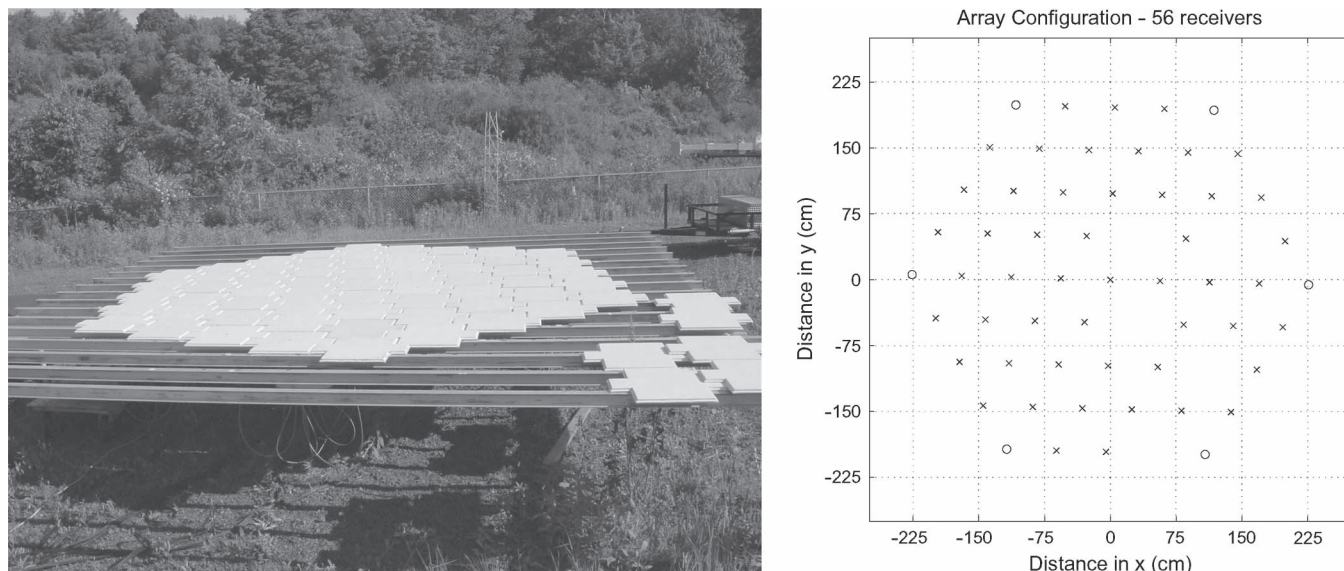 Array Configuration - 56 receivers
225
150
75
0
-75
-150
-225
Distance in y (cm)
-225 -150 -75 0 75 150 225
Distance in x (cm)